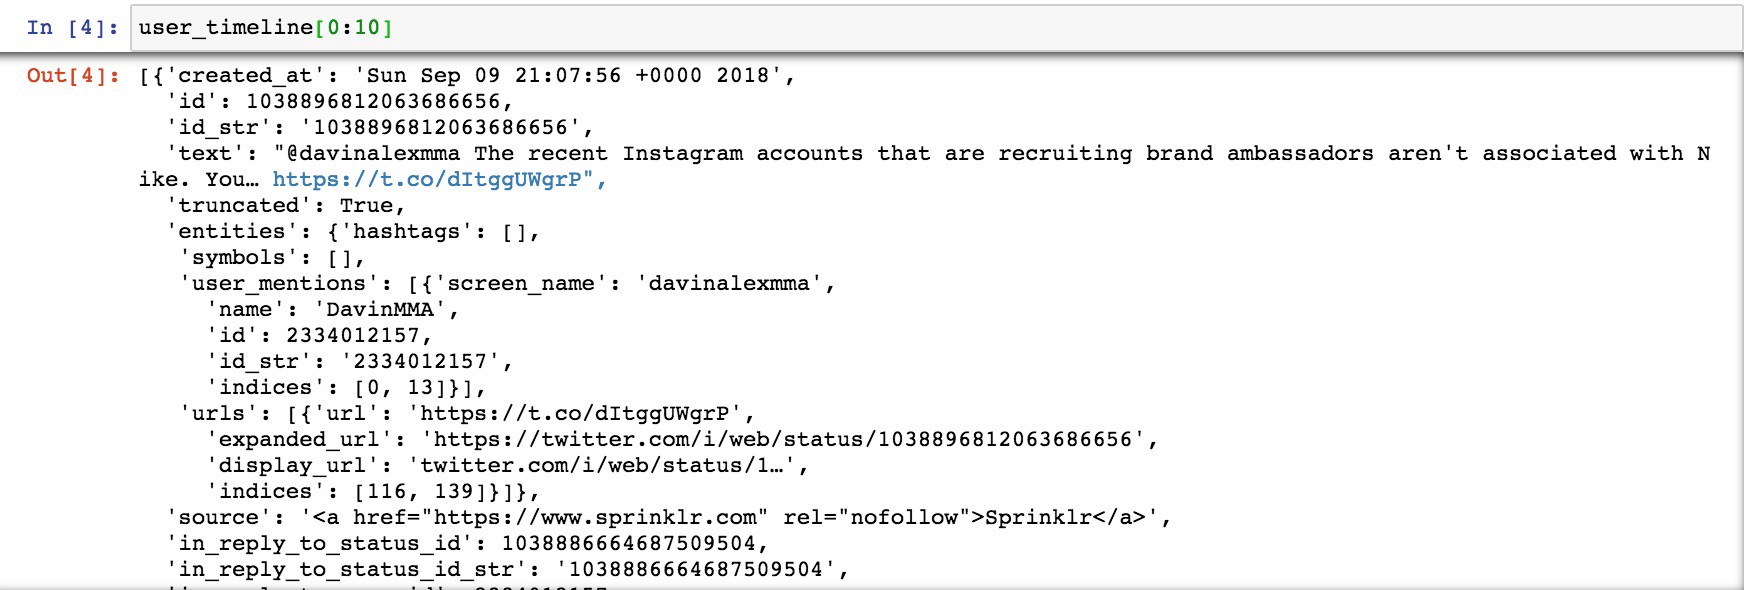 In [4]: user_timeline[0:10]
Out[4]: [{'created_at': 'Sun Sep 09 21:07:56 +0000 2018',
'id': 1038896812063686656,
'id_str': '1038896812063686656',
'text': "@davinalexmma The recent Instagram accounts that are recruiting brand ambassadors aren't associated with N
ike. You… https://t.co/dItggUWgrP",
'truncated': True,
'entities': {'hashtags': [],
'symbols': [],
'user_mentions': [{'screen_name': 'davinalexmma',
'name': 'DavinMMA',
'id': 2334012157,
'id_str': '2334012157',
'indices': [0, 13]}],
'urls': [{'url': 'https://t.co/dItggUWgrP',
'expanded_url': 'https://twitter.com/i/web/status/1038896812063686656',
'display_url': 'twitter.com/i/web/status/1…',
'indices': [116, 139]}]},
'source': '<a href="https://www.sprinklr.com" rel="nofollow">Sprinklr</a>',
'in_reply_to_status_id': 1038886664687509504,
'in_reply_to_status_id_str': '1038886664687509504',